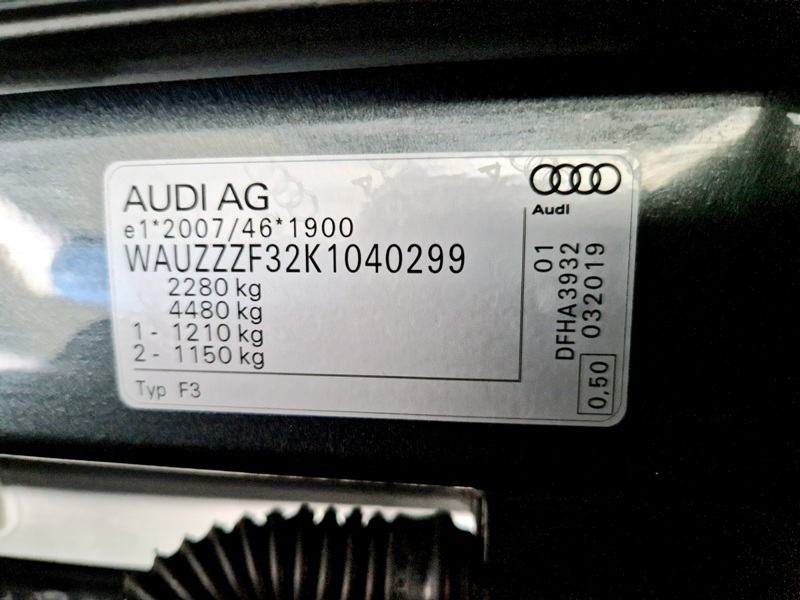 AUDI AG
e1*2007/46*1900
WAUZZZF32K1040299
2280 kg
4480 kg
1 - 1210 kg
2 - 1150 kg
Typ F3
Audi
01
DFHA3932
032019
0,50